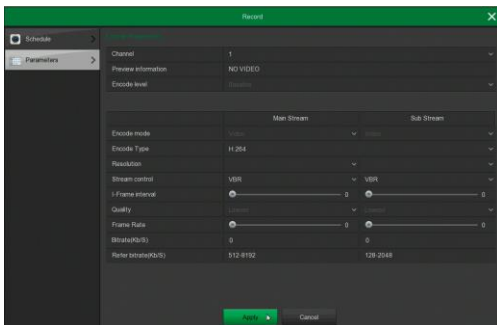 Record
Schedule
Parameters
Channel 1
Preview information NO VIDEO
Encode level
Main Stream Sub Stream
Encode mode Video Video
Encode Type H.264
Resolution
Stream control VBR VBR
I-Frame interval 0 0
Quality
Frame Rate 0 0
Bitrate(Kb/S) 0 0
Refer bitrate(Kb/S) 512-8192 128-2048
Apply Cancel